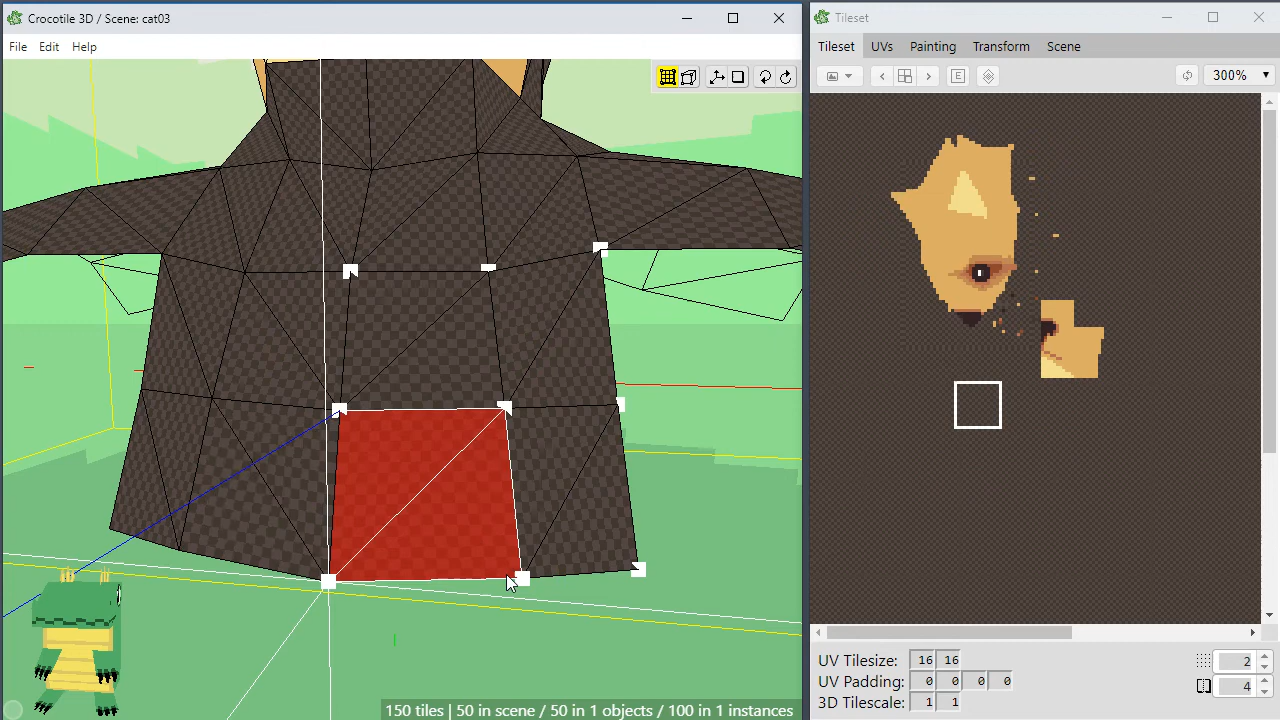 Crocotile 3D / Scene: cat03
File Edit Help
150 tiles | 50 in scene / 50 in 1 objects / 100 in 1 instances
Tileset
Tileset UVs Painting Transform Scene
E 300%
UV Tilesize: 16 16
UV Padding: 0 0 0 0
3D Tilescale: 1 1
2
4